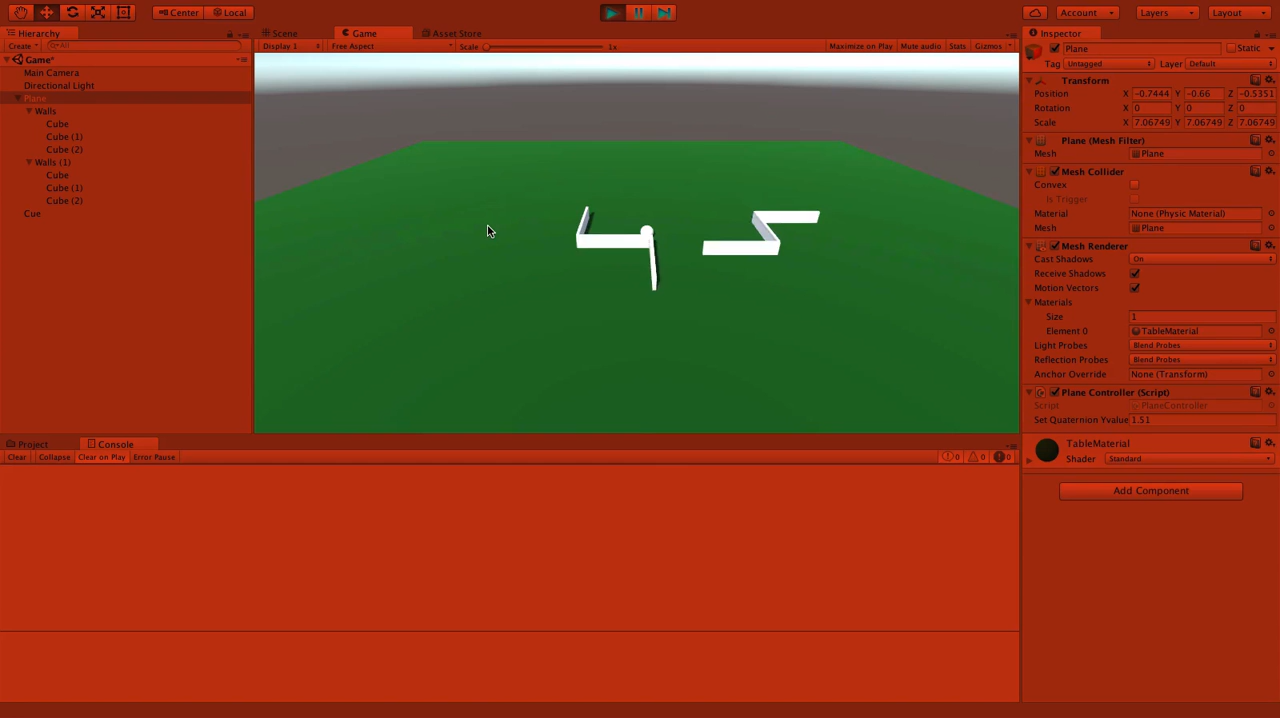 Center Local Account Layers Layout
Hierarchy Scene Game Asset Store Inspector
Create All Display 1 Free Aspect Scale 1x Maximize on Play Mute audio Stats Gizmos Plane Static
Game* Tag Untagged Layer Default
Main Camera Transform
Directional Light Position X -0.7444 Y -0.66 Z -0.5351
Plane Rotation X 0 Y 0 Z 0
Walls Scale X 7.06749 Y 7.06749 Z 7.06749
Cube Plane (Mesh Filter)
Cube (1) Mesh Plane
Cube (2) Mesh Collider
Walls (1) Convex
Cube Is Trigger
Cube (1) Material None (Physic Material)
Cube (2) Mesh Plane
Cue Mesh Renderer
Cast Shadows On
Receive Shadows
Motion Vectors
Materials
Size 1
Element 0 TableMaterial
Light Probes Blend Probes
Reflection Probes Blend Probes
Anchor Override None (Transform)
Plane Controller (Script)
Script PlaneController
Set Quaternion Yvalue 1.51
Project Console TableMaterial
Clear Collapse Clear on Play Error Pause 0 0 0 Shader Standard
Add Component